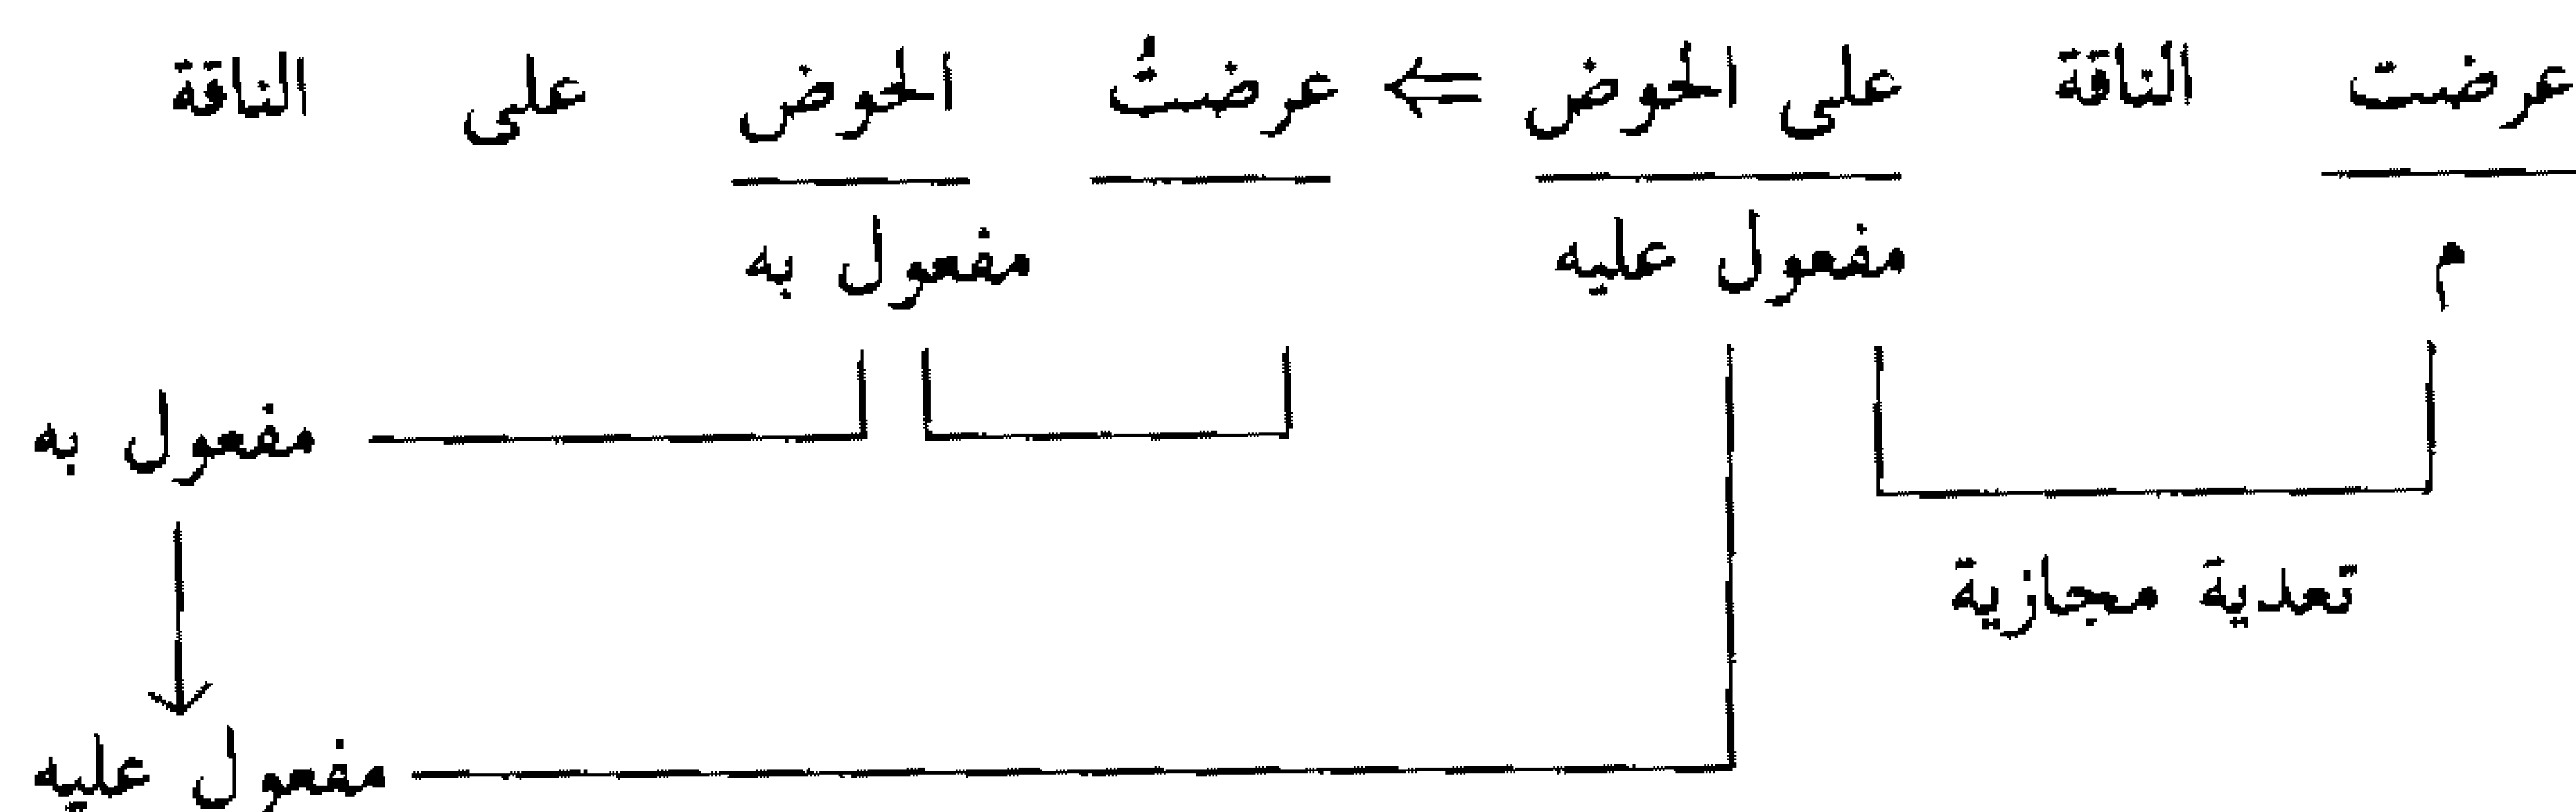 عرضت الناقة على الحوض ⇐ عرضتُ الحوض على الناقة
م مفعول عليه مفعول به
مفعول به
تعدية مجازية
مفعول عليه